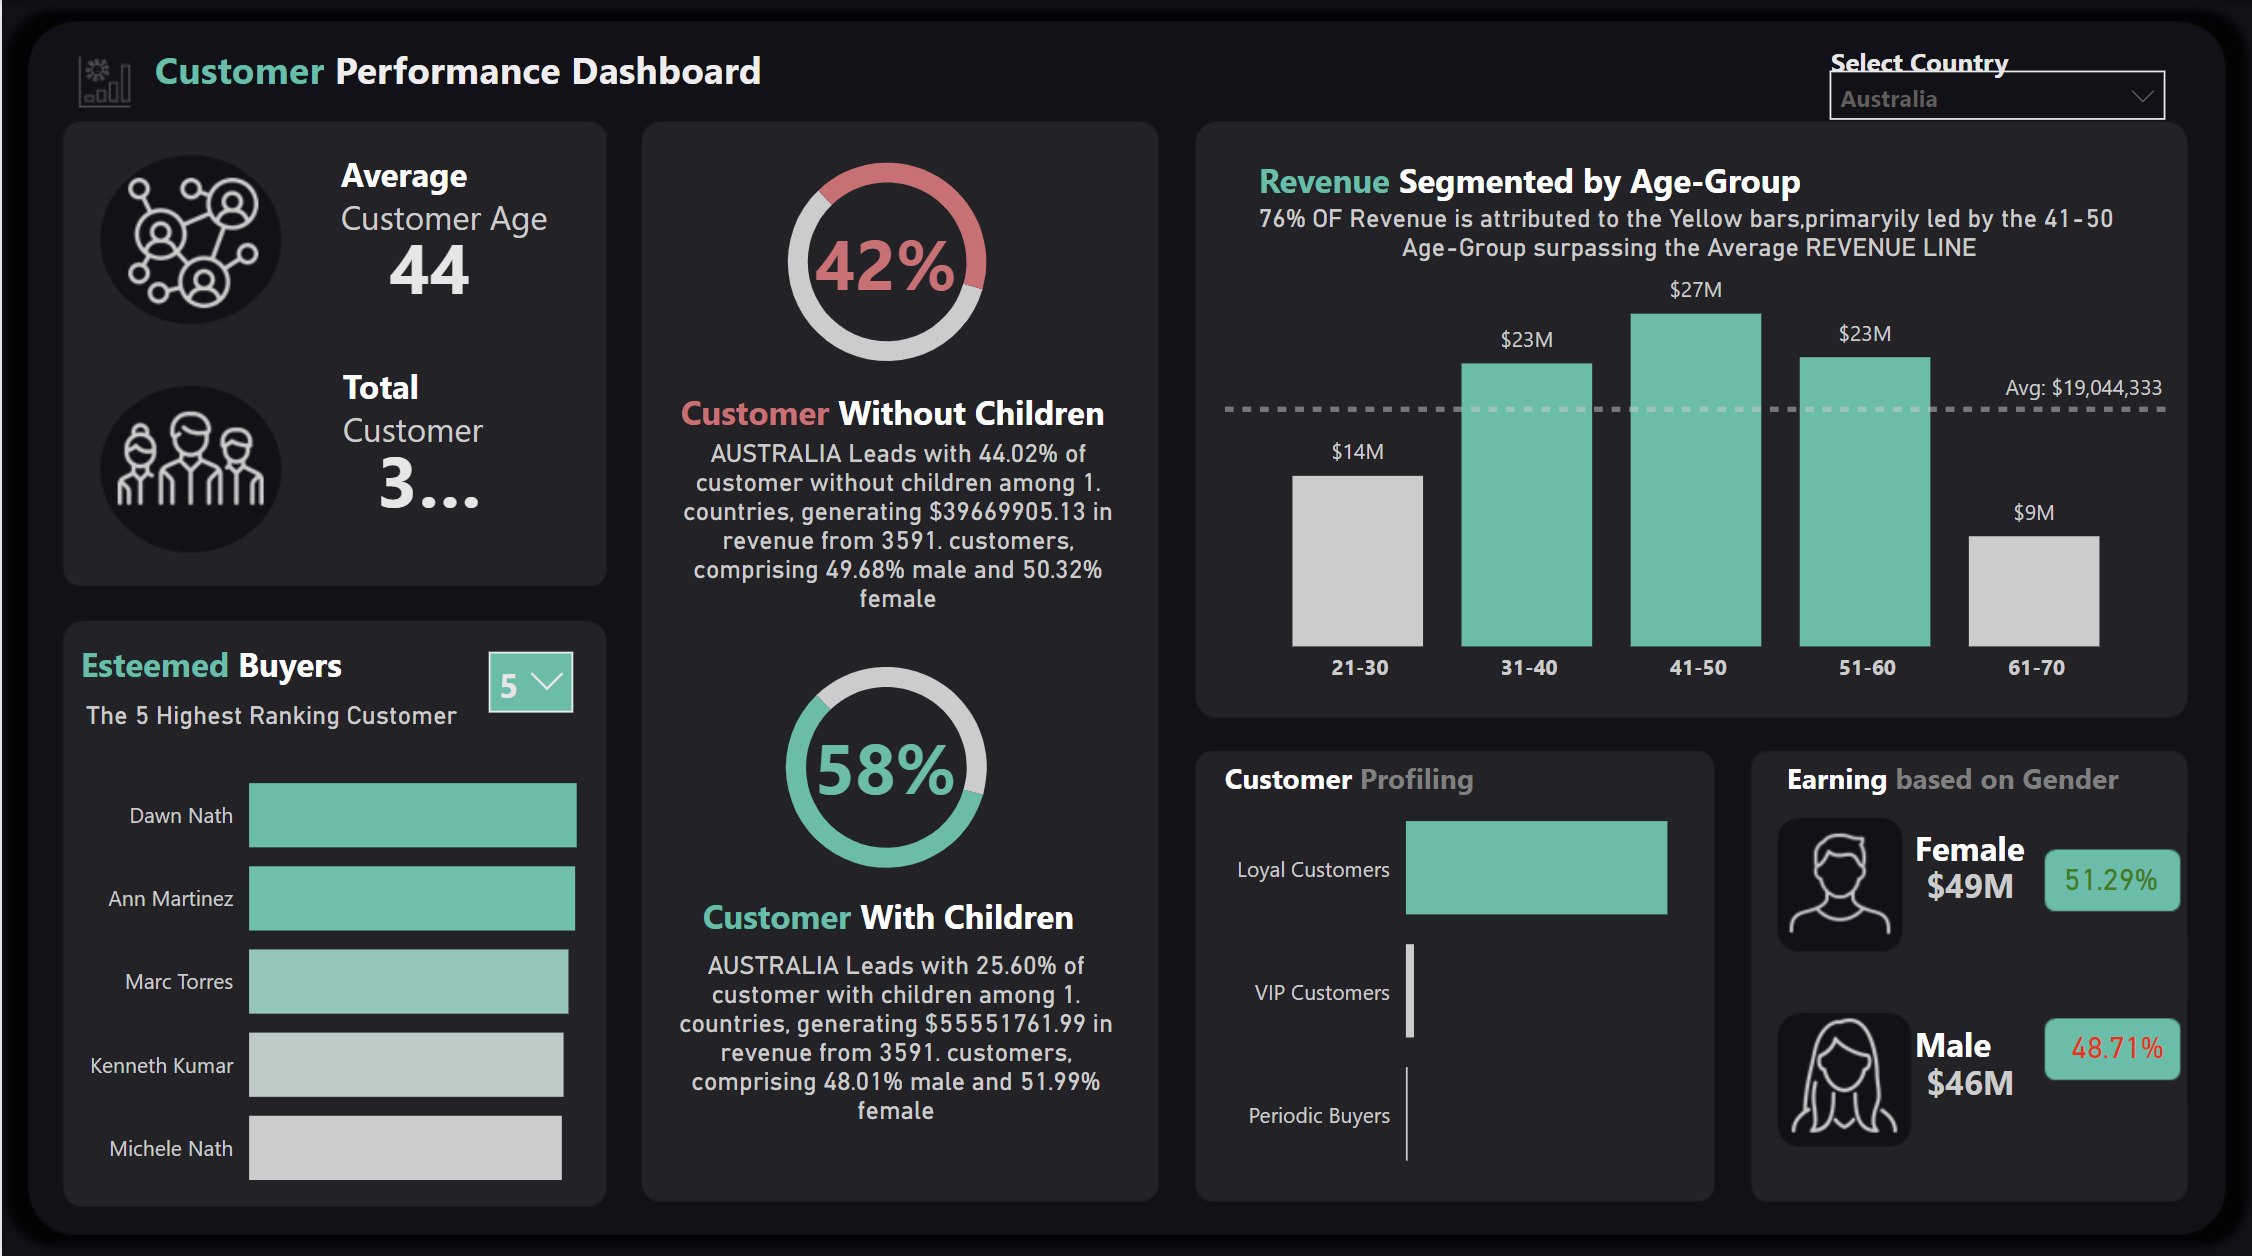 Customer Performance Dashboard
Select Country
Australia
Average
Customer Age
44
Total
Customer
3...
Esteemed Buyers
5
The 5 Highest Ranking Customer
Dawn Nath
Ann Martinez
Marc Torres
Kenneth Kumar
Michele Nath
42%
Customer Without Children
AUSTRALIA Leads with 44.02% of
customer without children among 1.
countries, generating $39669905.13 in
revenue from 3591. customers,
comprising 49.68% male and 50.32%
female
58%
Customer With Children
AUSTRALIA Leads with 25.60% of
customer with children among 1.
countries, generating $55551761.99 in
revenue from 3591. customers,
comprising 48.01% male and 51.99%
female
Revenue Segmented by Age-Group
76% OF Revenue is attributed to the Yellow bars,primaryily led by the 41-50
Age-Group surpassing the Average REVENUE LINE
$27M
$23M
$23M
Avg: $19,044,333
$14M
$9M
21-30
31-40
41-50
51-60
61-70
Customer Profiling
Loyal Customers
VIP Customers
Periodic Buyers
Earning based on Gender
Female
$49M
51.29%
Male
$46M
48.71%